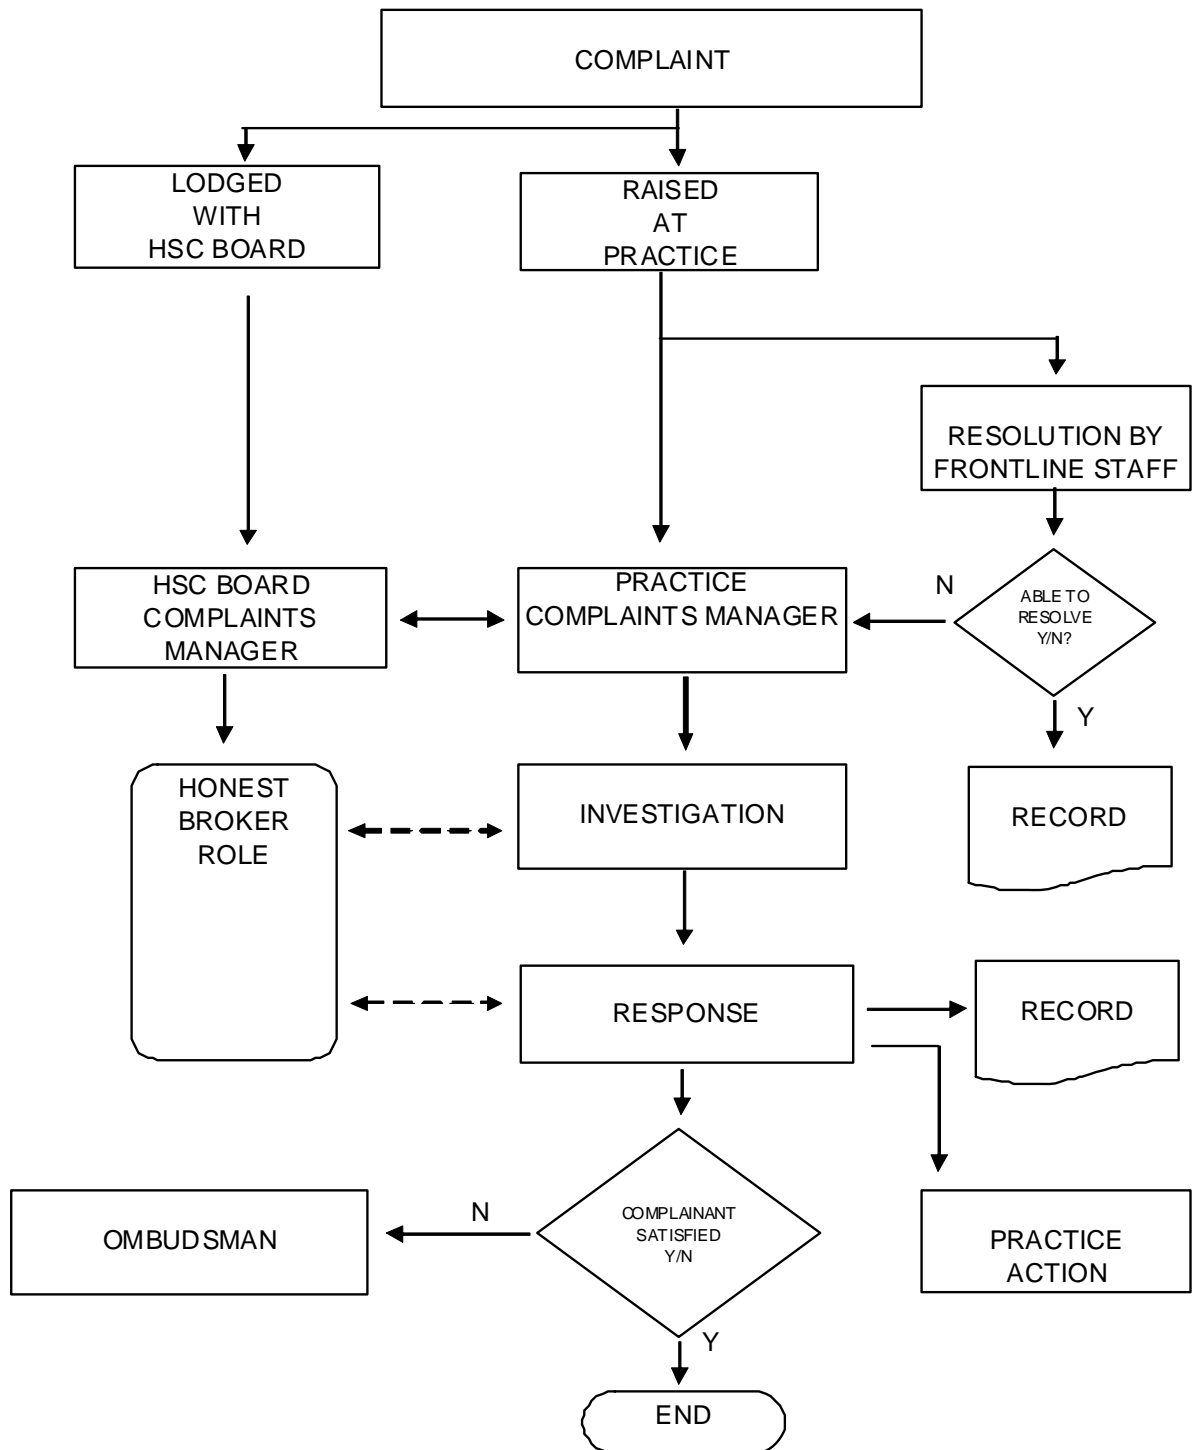 COMPLAINT
LODGED
WITH
HSC BOARD
RAISED
AT
PRACTICE
RESOLUTION BY
FRONTLINE STAFF
HSC BOARD
COMPLAINTS
MANAGER
PRACTICE
COMPLAINTS MANAGER
N
ABLE TO
RESOLVE
Y/N?
Y
HONEST
BROKER
ROLE
INVESTIGATION
RECORD
RESPONSE
RECORD
OMBUDSMAN
N
COMPLAINANT
SATISFIED
Y/N
PRACTICE
ACTION
Y
END